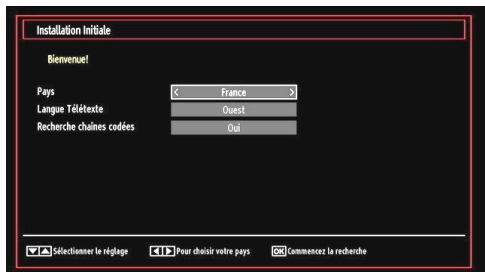 Installation Initiale
Bienvenue!
Pays < France >
Langue Télétexte Ouest
Recherche chaînes codées Oui
Sélectionner le réglage Pour choisir votre pays OK Commencez la recherche